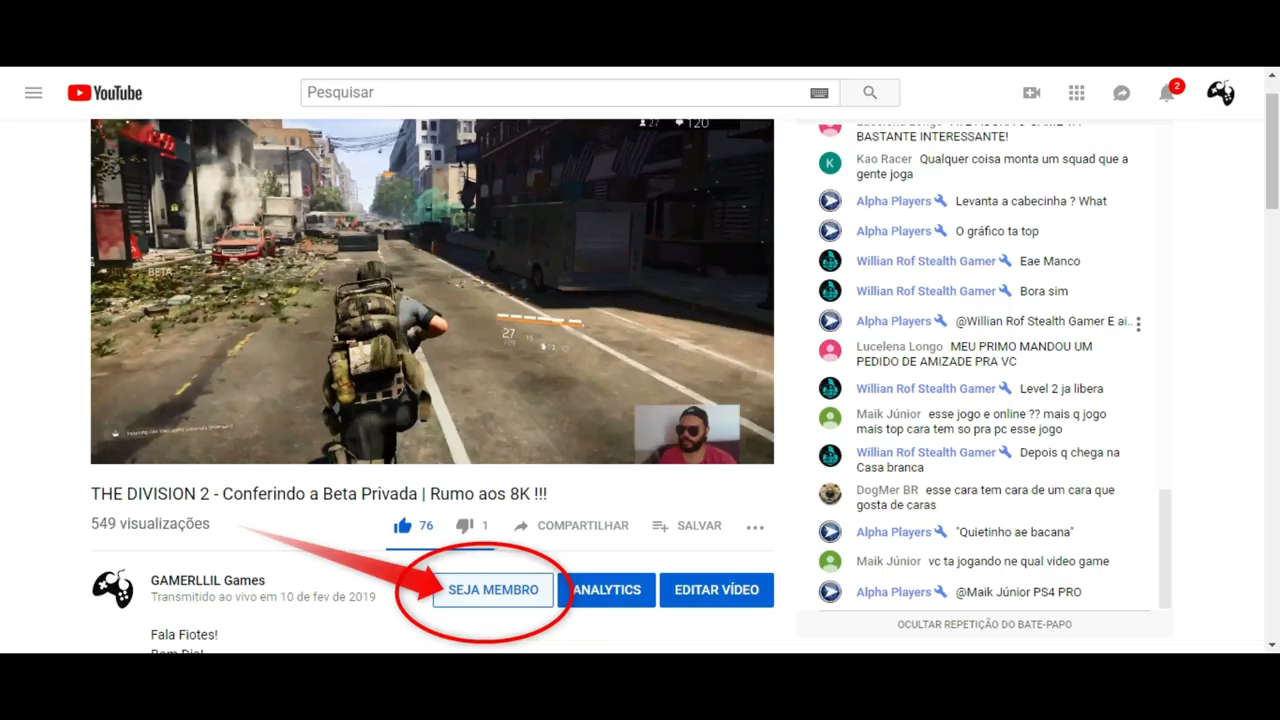 YouTube
Pesquisar
2
27
120
BETA
27
THE DIVISION 2 - Conferindo a Beta Privada | Rumo aos 8K !!!
549 visualizações
76
1
COMPARTILHAR
SALVAR
GAMERLLIL Games
Transmitido ao vivo em 10 de fev de 2019
SEJA MEMBRO
ANALYTICS
EDITAR VÍDEO
Fala Fiotes!
Lucelena Longo
BASTANTE INTERESSANTE!
K
Kao Racer Qualquer coisa monta um squad que a
gente joga
Alpha Players Levanta a cabecinha ? What
Alpha Players O gráfico ta top
Willian Rof Stealth Gamer Eae Manco
Willian Rof Stealth Gamer Bora sim
Alpha Players @Willian Rof Stealth Gamer E ai..
Lucelena Longo MEU PRIMO MANDOU UM
PEDIDO DE AMIZADE PRA VC
Willian Rof Stealth Gamer Level 2 ja libera
Maik Júnior esse jogo e online ?? mais q jogo
mais top cara tem so pra pc esse jogo
Willian Rof Stealth Gamer Depois q chega na
Casa branca
DogMer BR esse cara tem cara de um cara que
gosta de caras
Alpha Players "Quietinho ae bacana"
Maik Júnior vc ta jogando ne qual video game
Alpha Players @Maik Júnior PS4 PRO
OCULTAR REPETIÇÃO DO BATE-PAPO